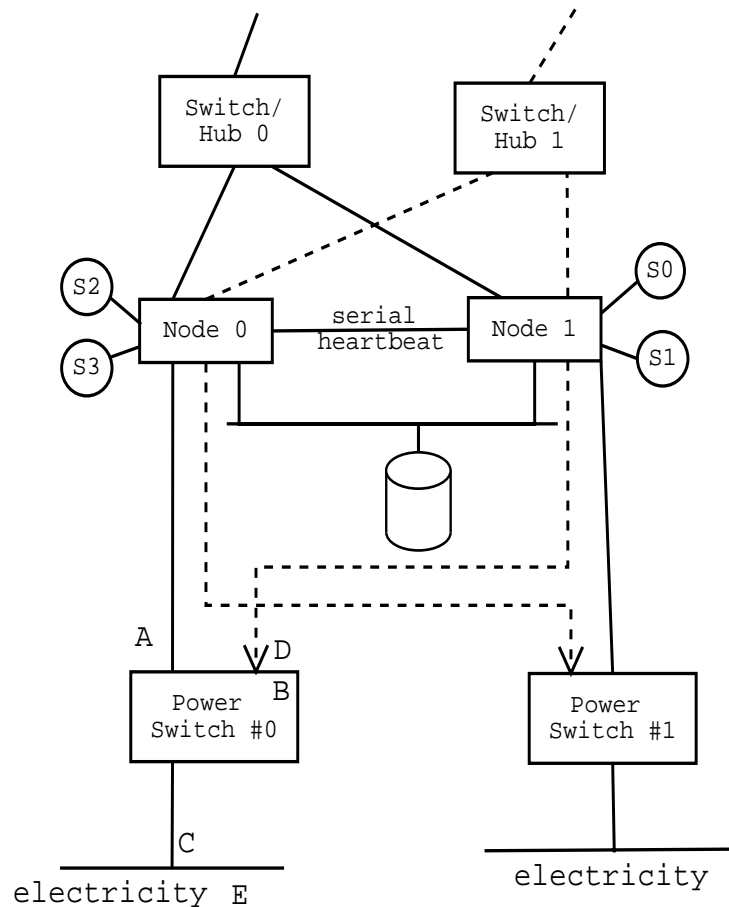 Switch/
Hub 0
Switch/
Hub 1
S2
S0
Node 0
serial
heartbeat
Node 1
S3
S1
A
D
B
Power
Switch #0
Power
Switch #1
C
electricity E
electricity